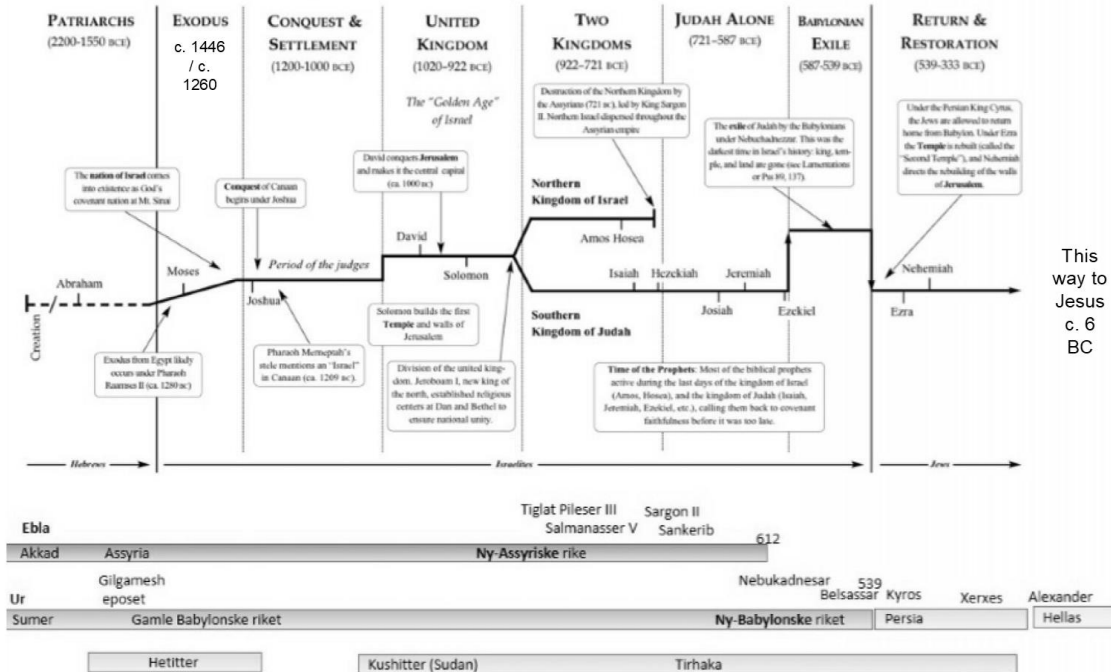 PATRIARCHS
(2200-1550 BCE)
EXODUS
c. 1446
/ c.
1260
CONQUEST &
SETTLEMENT
(1200-1000 BCE)
UNITED
KINGDOM
(1020–922 BCE)
The "Golden Age"
of Israel
TWO
KINGDOMS
(922–721 BCE)
JUDAH ALONE
(721–587 BCE)
BABYLONIAN
EXILE
(587-539 BCE)
RETURN &
RESTORATION
(539-333 BCE)
Destruction of the Northern Kingdom by
the Assyrians (721 BC), led by King Sargon
II. Northern Israel dispersed throughout the
Assyrian empire
Under the Persian King Cyrus,
the Jews are allowed to return
home from Babylon. Under Ezra
the Temple is rebuilt (called the
"Second Temple"), and Nehemiah
directs the rebuilding of the walls
of Jerusalem.
The exile of Judah by the Babylonians
under Nebuchadnezzar. This was the
darkest time in Israel's history: king, tem-
ple, and land are gone (see Lamentations
or Pss 89, 137).
David conquers Jerusalem
and makes it the central capital
(ca. 1000 BC)
The nation of Israel comes
into existence as God's
covenant nation at Mt. Sinai
Conquest of Canaan
begins under Joshua
Northern
Kingdom of Israel
David
Amos Hosea
Period of the judges
Solomon
Moses
Abraham
Joshua
Isaiah
Hezekiah
Jeremiah
Josiah
Ezekiel
Nehemiah
Ezra
This
way to
Jesus
c. 6
BC
Creation
Southern
Kingdom of Judah
Solomon builds the first
Temple and walls of
Jerusalem
Exodus from Egypt likely
occurs under Pharaoh
Raamses II (ca. 1280 BC)
Pharaoh Merneptah's
stele mentions an "Israel"
in Canaan (ca. 1209 BC).
Division of the united king-
dom. Jeroboam I, new king of
the north, established religious
centers at Dan and Bethel to
ensure national unity.
Time of the Prophets: Most of the biblical prophets
active during the last days of the kingdom of Israel
(Amos, Hosea), and the kingdom of Judah (Isaiah,
Jeremiah, Ezekiel, etc.), calling them back to covenant
faithfulness before it was too late.
Hebrews
Israelites
Jews
Tiglat Pileser III
Sargon II
Ebla
Salmanasser V
Sankerib
612
Akkad
Assyria
Ny-Assyriske rike
Gilgamesh
eposet
Nebukadnesar
539
Ur
Belsassar
Kyros
Xerxes
Alexander
Sumer
Gamle Babylonske riket
Ny-Babylonske riket
Persia
Hellas
Hetitter
Kushitter (Sudan)
Tirhaka